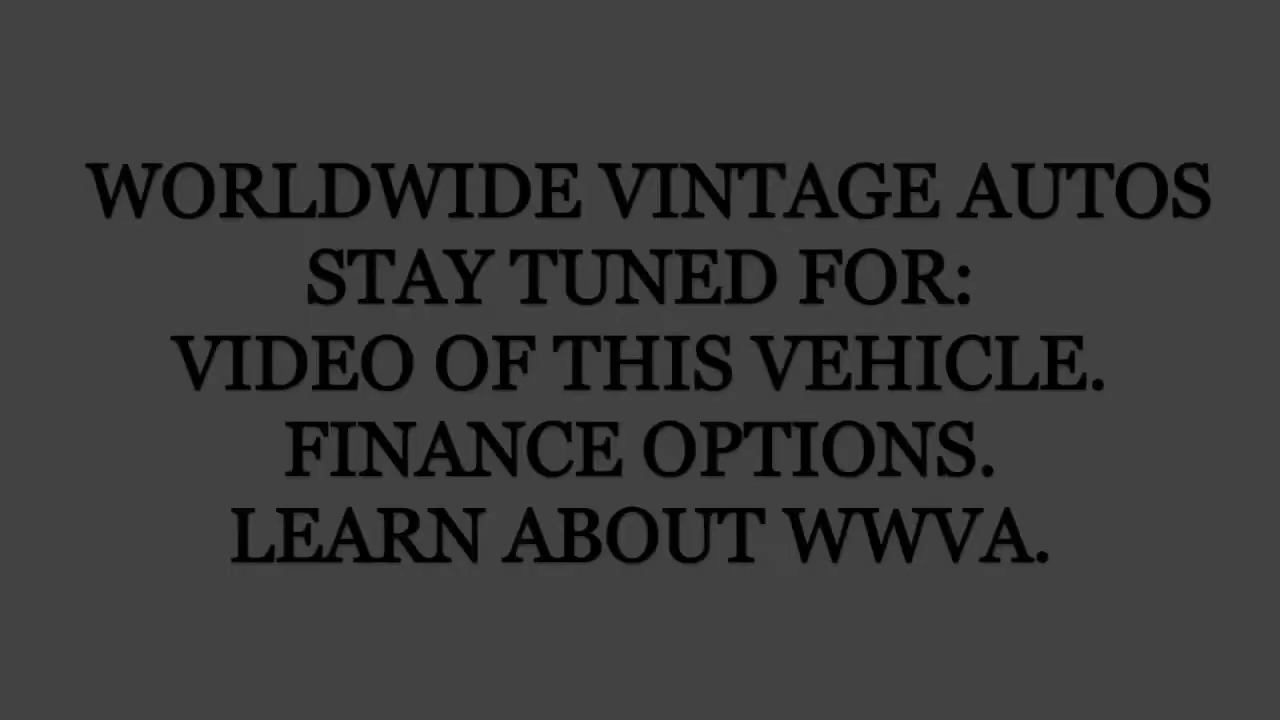 WORLDWIDE VINTAGE AUTOS
STAY TUNED FOR:
VIDEO OF THIS VEHICLE.
FINANCE OPTIONS.
LEARN ABOUT WWVA.